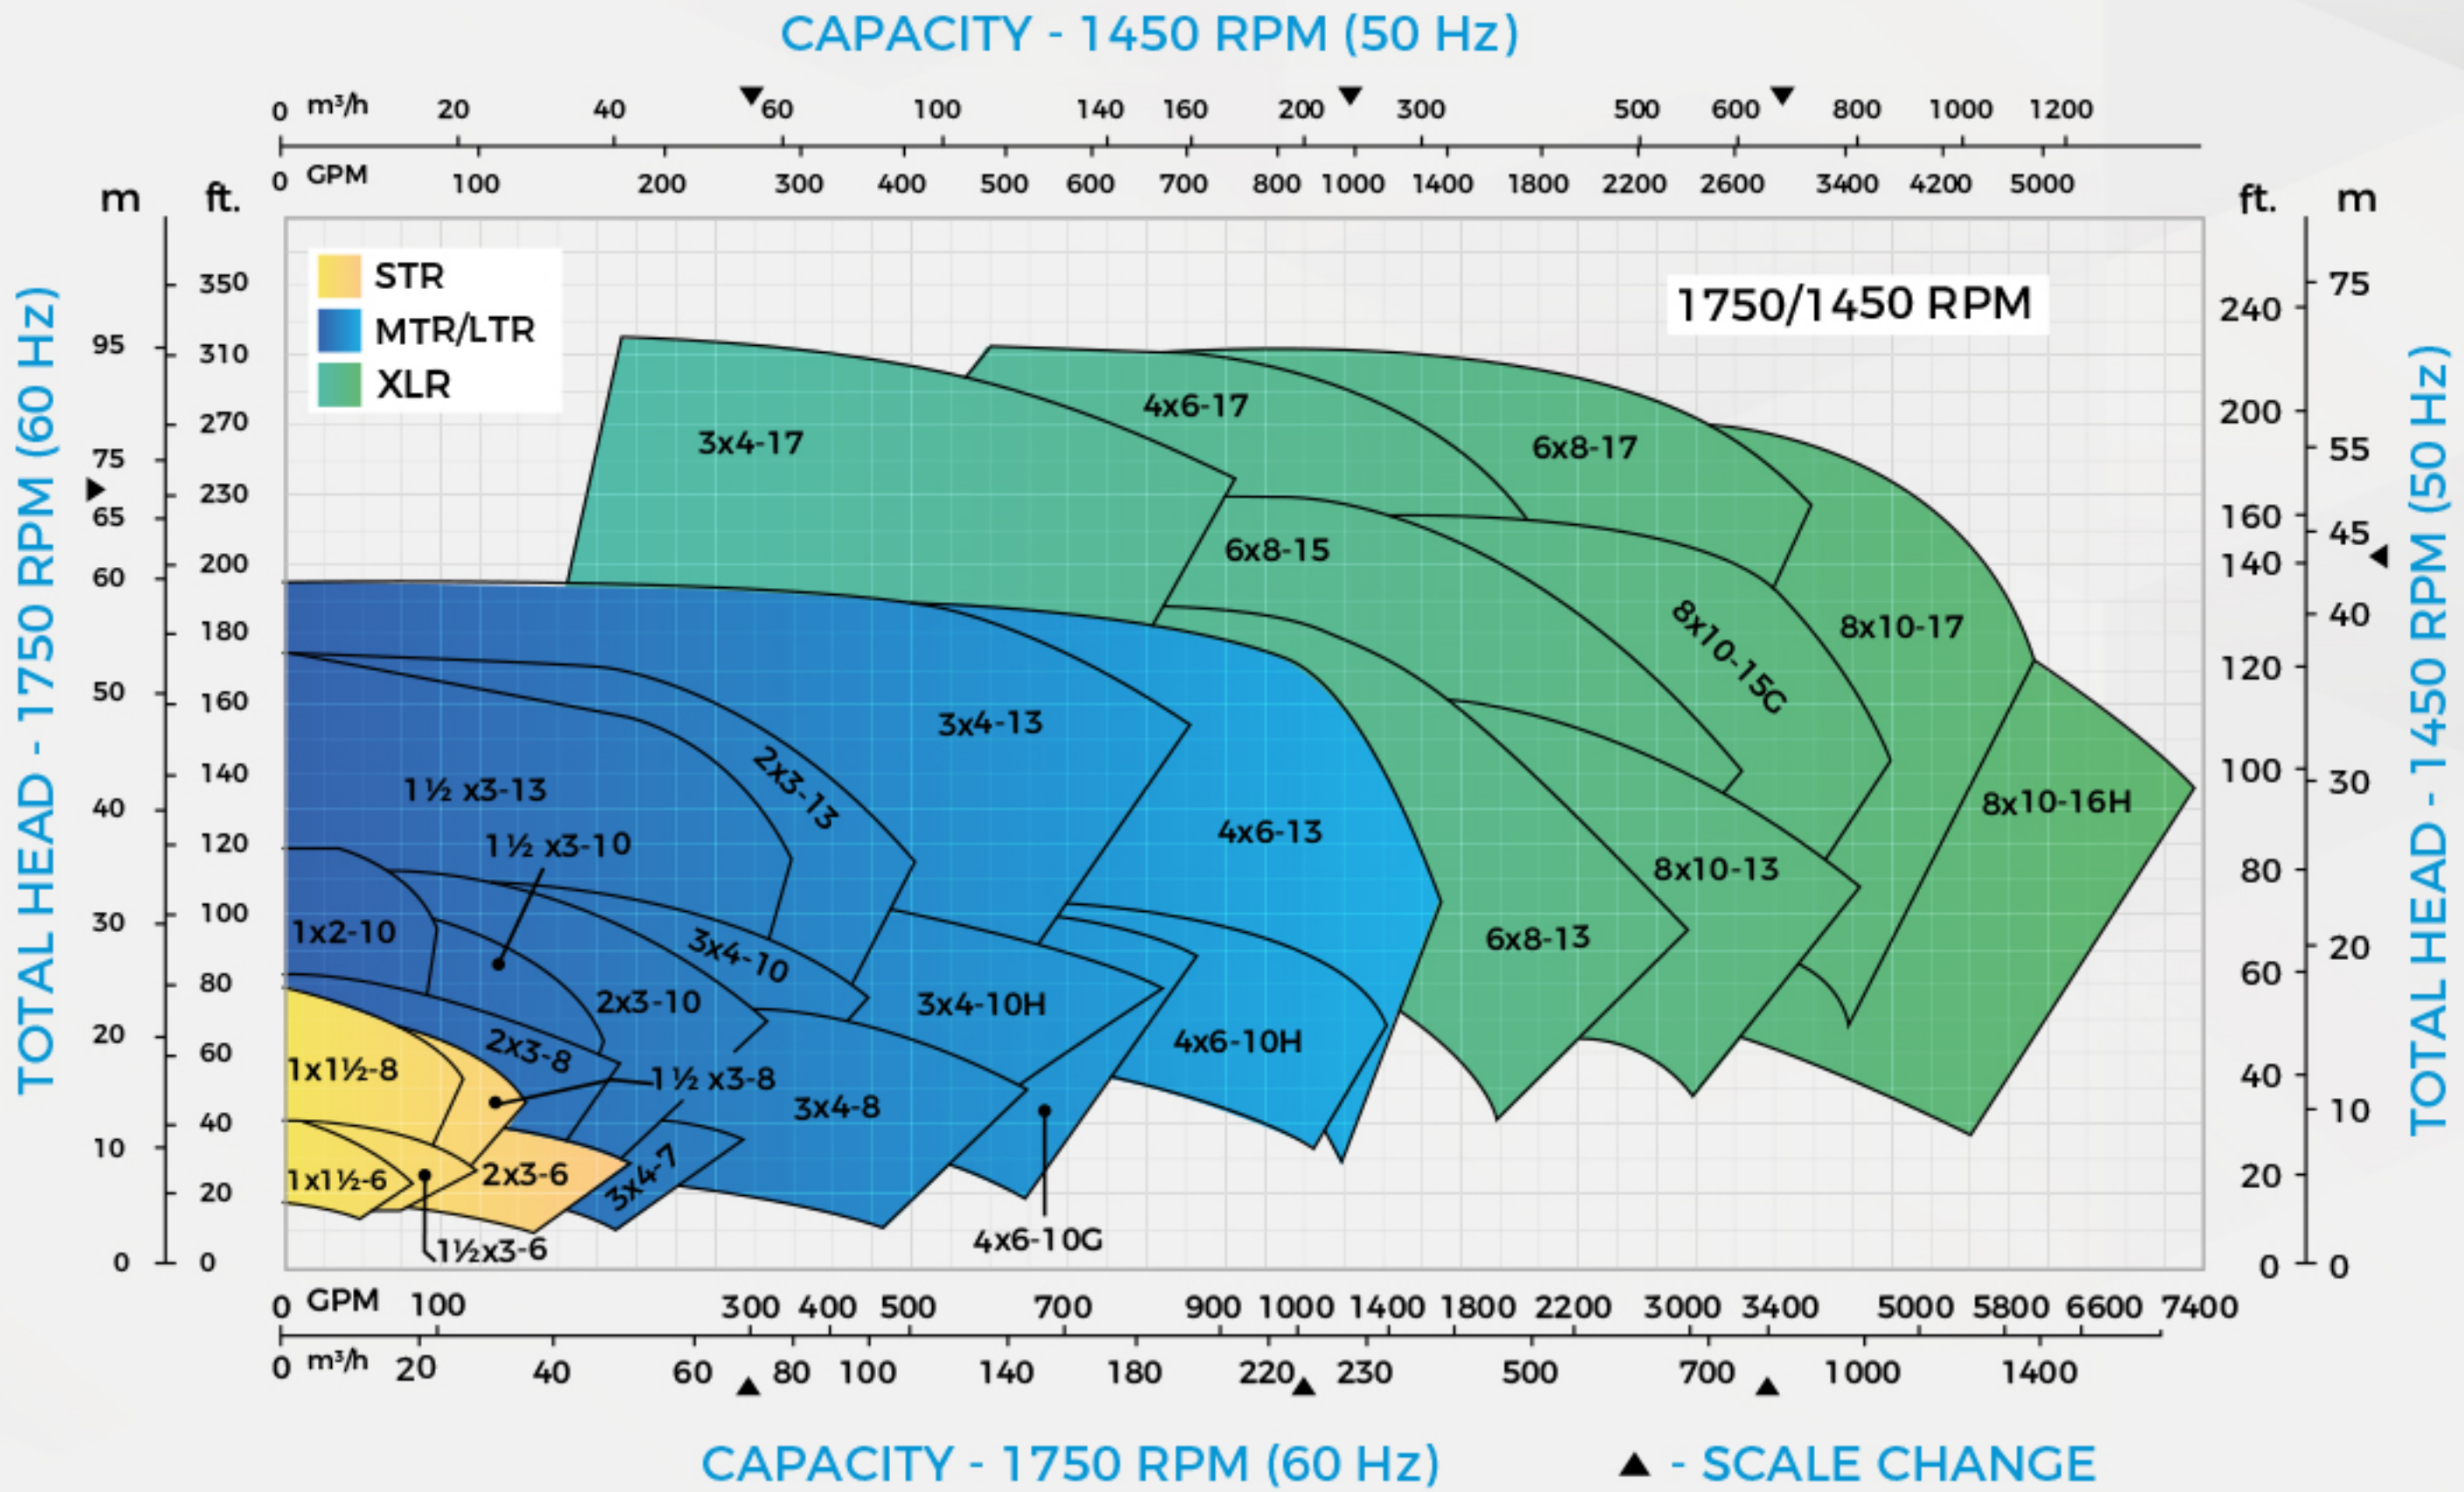 CAPACITY - 1450 RPM (50 Hz)
0 m³/h 20 40 60 100 140 160 200 300 500 600 800 1000 1200
0 GPM 100 200 300 400 500 600 700 800 1000 1400 1800 2200 2600 3400 4200 5000
m ft.
ft. m
TOTAL HEAD - 1750 RPM (60 Hz)
95
75
65
60
50
40
30
20
10
0
350
310
270
230
200
180
160
140
120
100
80
60
40
20
0
STR
MTR/LTR
XLR
1750/1450 RPM
3x4-17
4x6-17
6x8-17
6x8-15
8x10-15G
8x10-17
3x4-13
2x3-13
1½ x3-13
1½ x3-10
4x6-13
8x10-16H
8x10-13
6x8-13
1x2-10
3x4-10
2x3-10
3x4-10H
4x6-10H
2x3-8
1x1½-8
1½ x3-8
3x4-8
3x4-7
2x3-6
1x1½-6
1½x3-6
4x6-10G
240
200
160
140
120
100
80
60
40
20
0
75
55
45
40
30
20
10
0
TOTAL HEAD - 1450 RPM (50 Hz)
0 GPM 100 300 400 500 700 900 1000 1400 1800 2200 3000 3400 5000 5800 6600 7400
0 m³/h 20 40 60 80 100 140 180 220 230 500 700 1000 1400
CAPACITY - 1750 RPM (60 Hz)
▲ - SCALE CHANGE